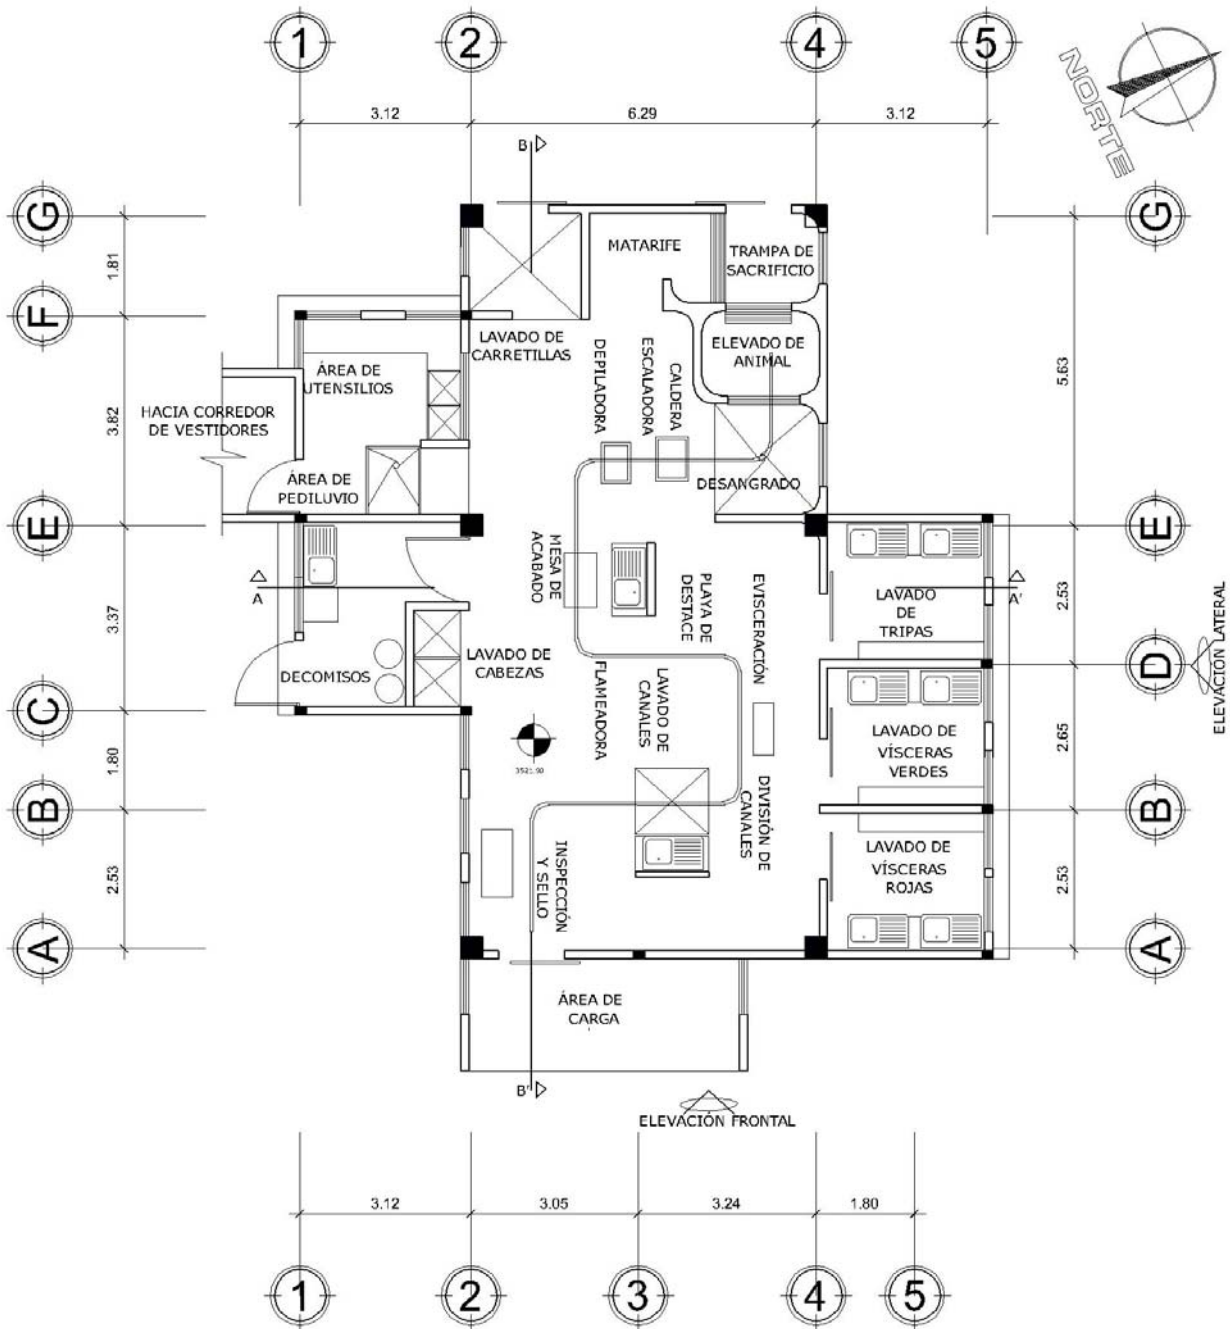 1
2
4
5
NORTE
3.12
6.29
3.12
B
G
G
1.81
MATARIFE
TRAMPA DE
SACRIFICIO
F
LAVADO DE
CARRETILLAS
DEPILADORA
ESCALADORA
CALDERA
ELEVADO DE
ANIMAL
5.63
ÁREA DE
UTENSILIOS
3.82
HACIA CORREDOR
DE VESTIDORES
ÁREA DE
PEDILUVIO
DESANGRADO
E
E
MESA DE
ACABADO
PLAYA DE
DESTACE
EVISCERACIÓN
A
A'
LAVADO
DE
TRIPAS
2.53
3.37
DECOMISOS
LAVADO DE
CABEZAS
FLAMEADORA
LAVADO DE
CANALES
D
ELEVACIÓN LATERAL
C
3521.90
LAVADO DE
VÍSCERAS
VERDES
2.65
1.80
B
B
DIVISIÓN DE
CANALES
2.53
INSPECCIÓN
Y SELLO
LAVADO DE
VÍSCERAS
ROJAS
2.53
A
A
ÁREA DE
CARGA
B'
ELEVACIÓN FRONTAL
3.12
3.05
3.24
1.80
1
2
3
4
5